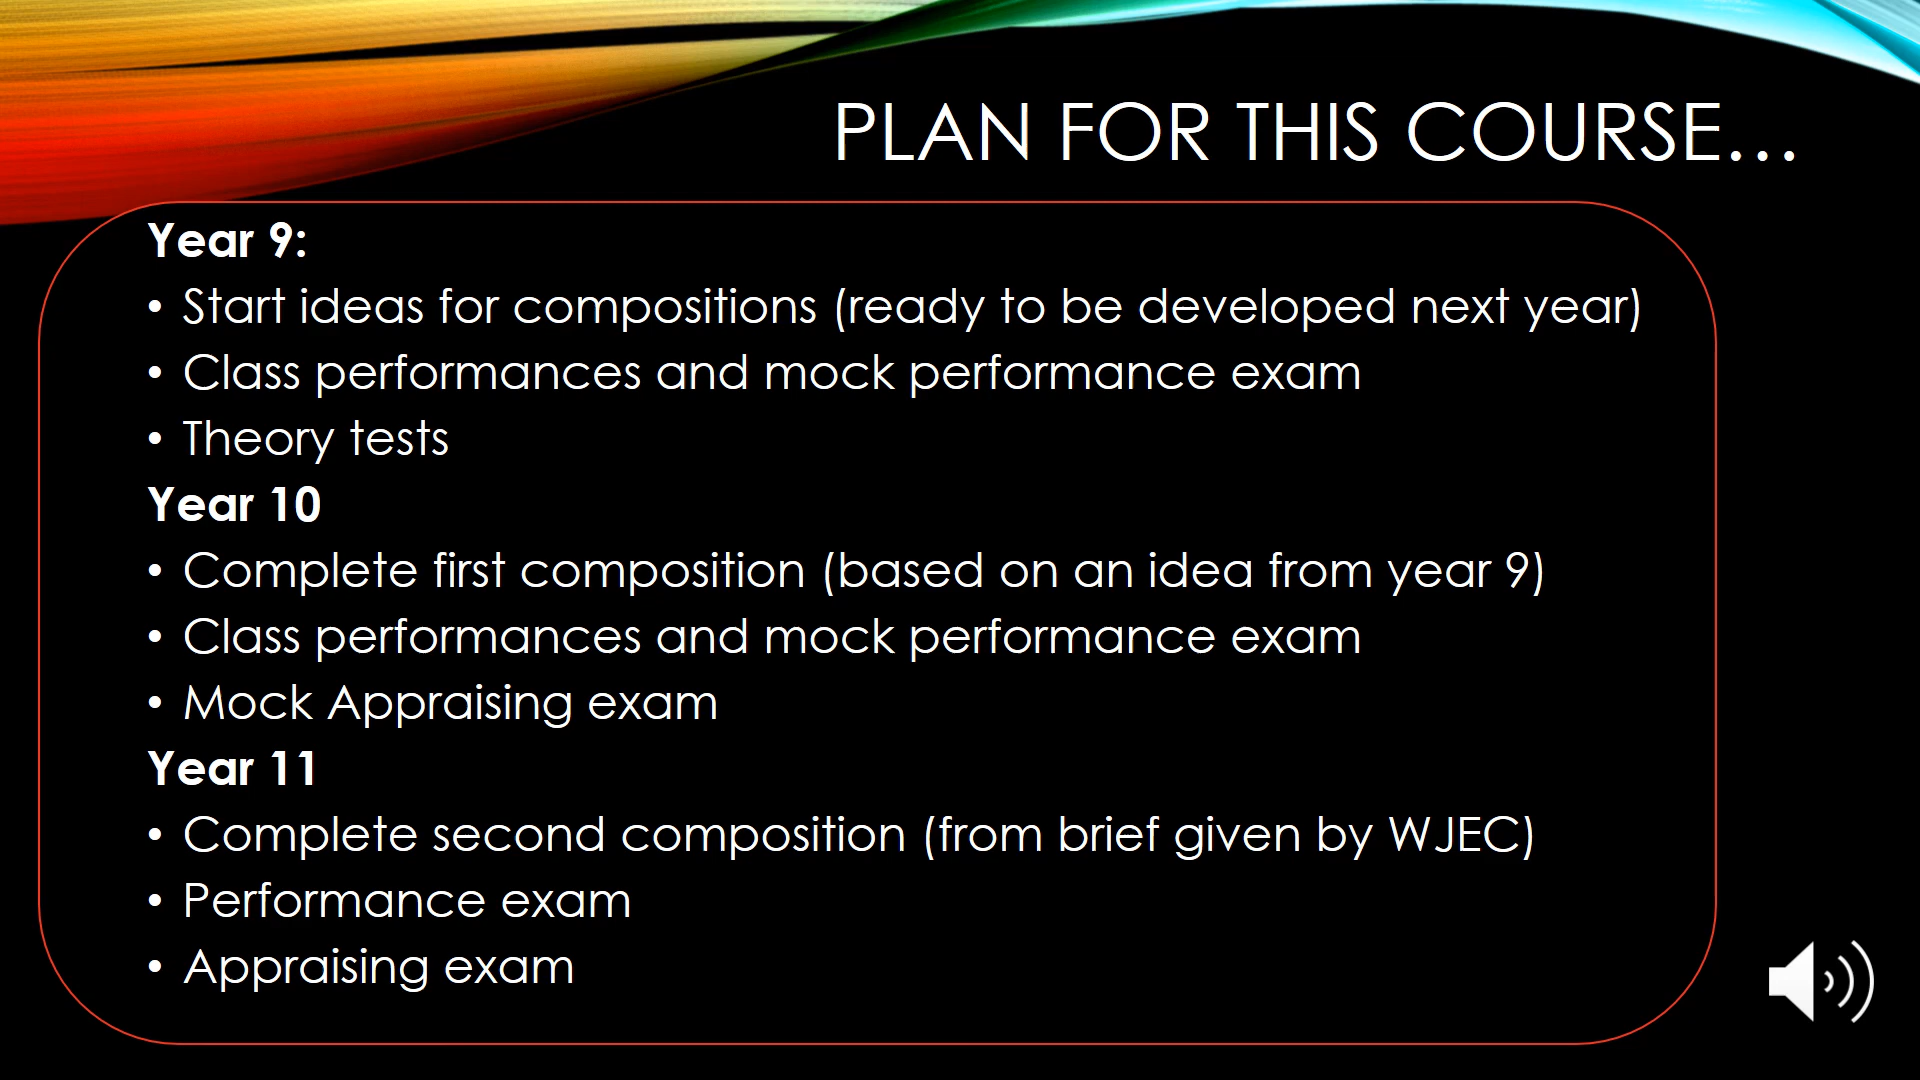 PLAN FOR THIS COURSE…
Year 9:
• Start ideas for compositions (ready to be developed next year)
• Class performances and mock performance exam
• Theory tests
Year 10
• Complete first composition (based on an idea from year 9)
• Class performances and mock performance exam
• Mock Appraising exam
Year 11
• Complete second composition (from brief given by WJEC)
• Performance exam
• Appraising exam